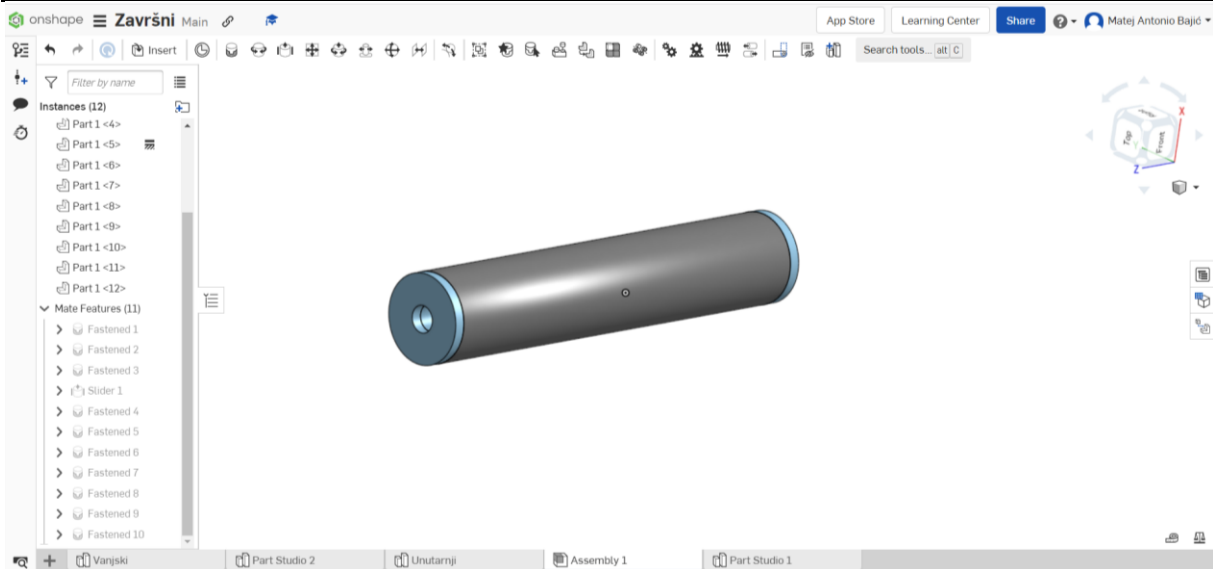 onshape Završni Main App Store Learning Center Share Matej Antonio Bajić
Insert Search tools... alt C
Filter by name
Instances (12)
Part 1 <4>
Part 1 <5>
Part 1 <6>
Part 1 <7>
Part 1 <8>
Part 1 <9>
Part 1 <10>
Part 1 <11>
Part 1 <12>
Mate Features (11)
Fastened 1
Fastened 2
Fastened 3
Slider 1
Fastened 4
Fastened 5
Fastened 6
Fastened 7
Fastened 8
Fastened 9
Fastened 10
Top Front X Y Z
Vanjski Part Studio 2 Unutarnji Assembly 1 Part Studio 1